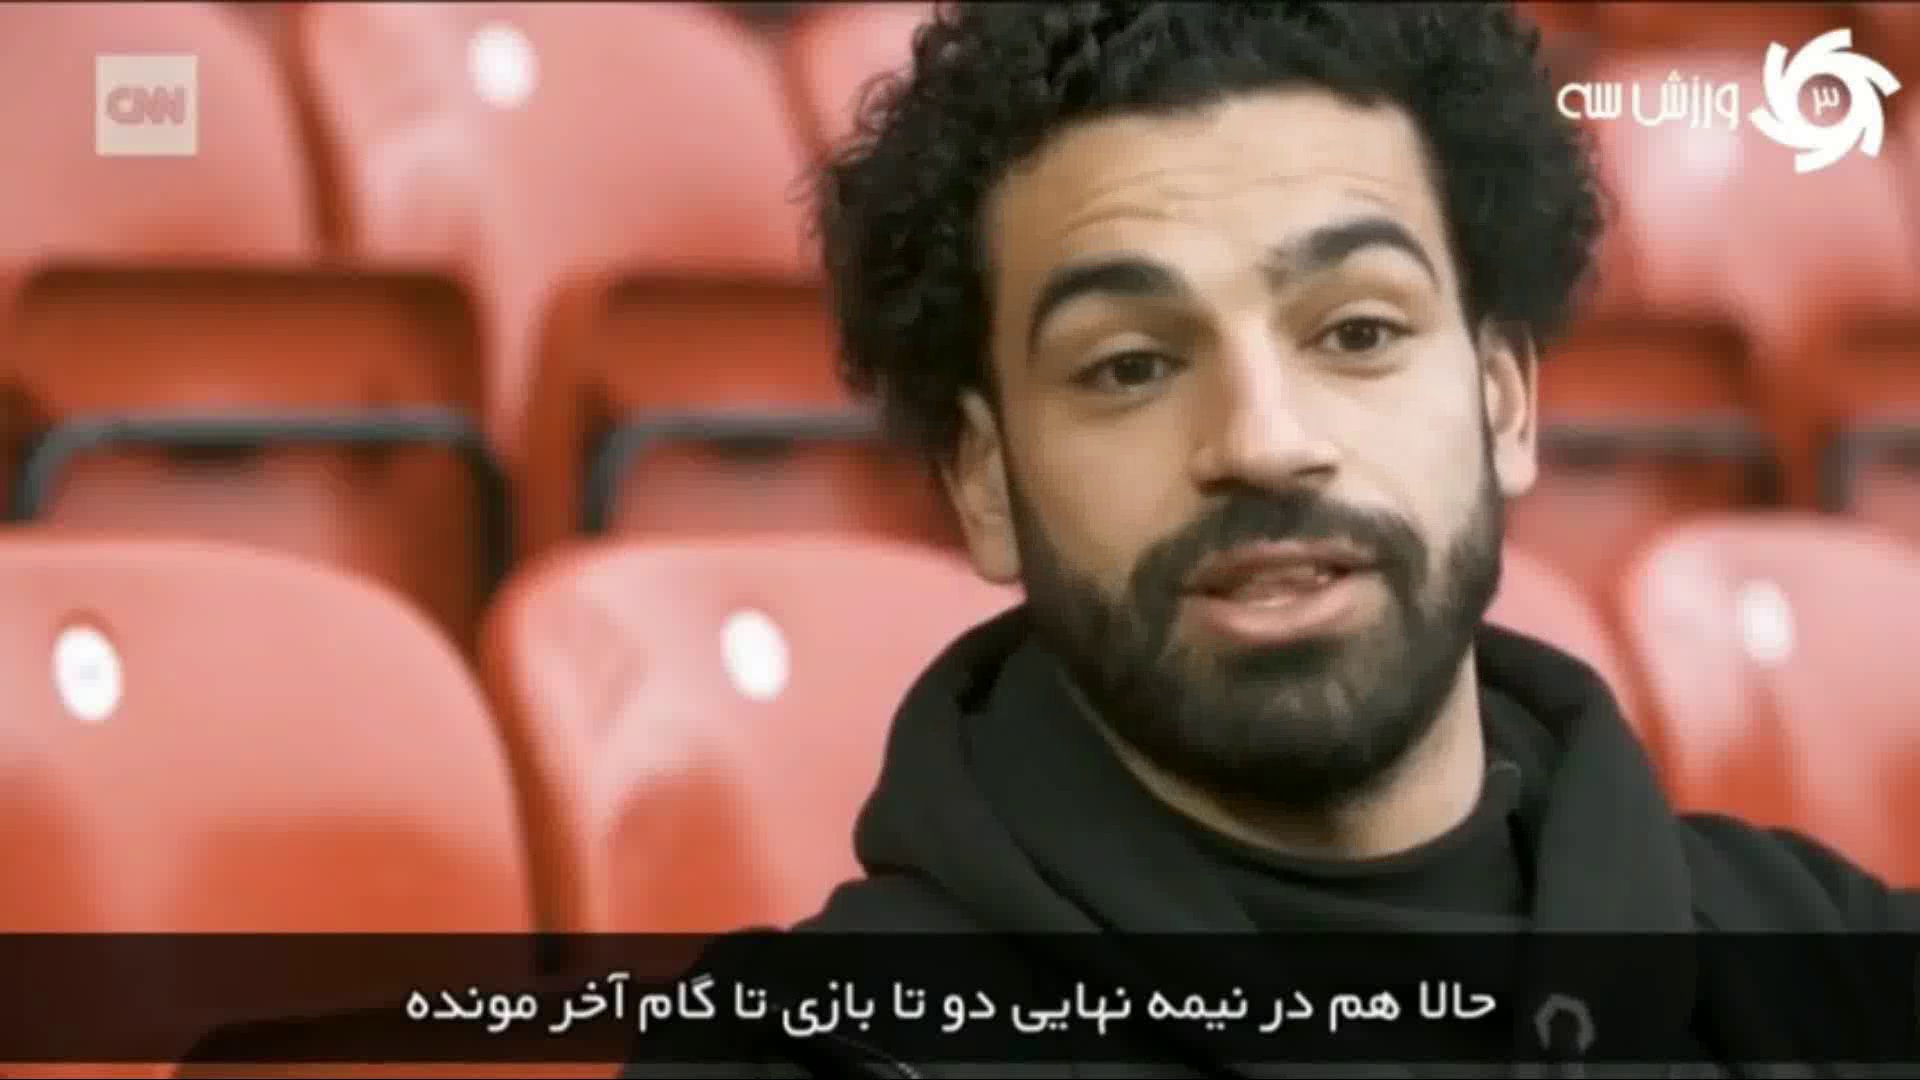 CNN
ورزش سه
۳
حالا هم در نیمه نهایی دو تا بازی تا گام آخر مونده